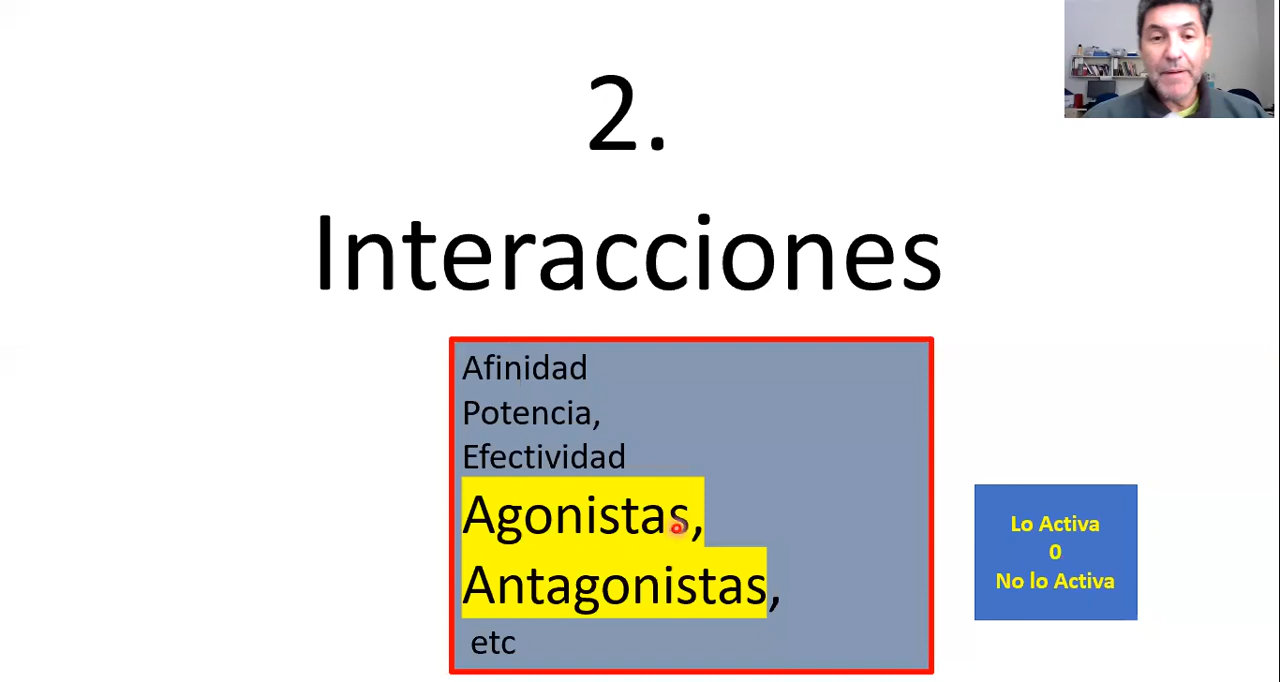 2.
Interacciones
Afinidad
Potencia,
Efectividad
Agonistas,
Antagonistas,
etc
Lo Activa
0
No lo Activa